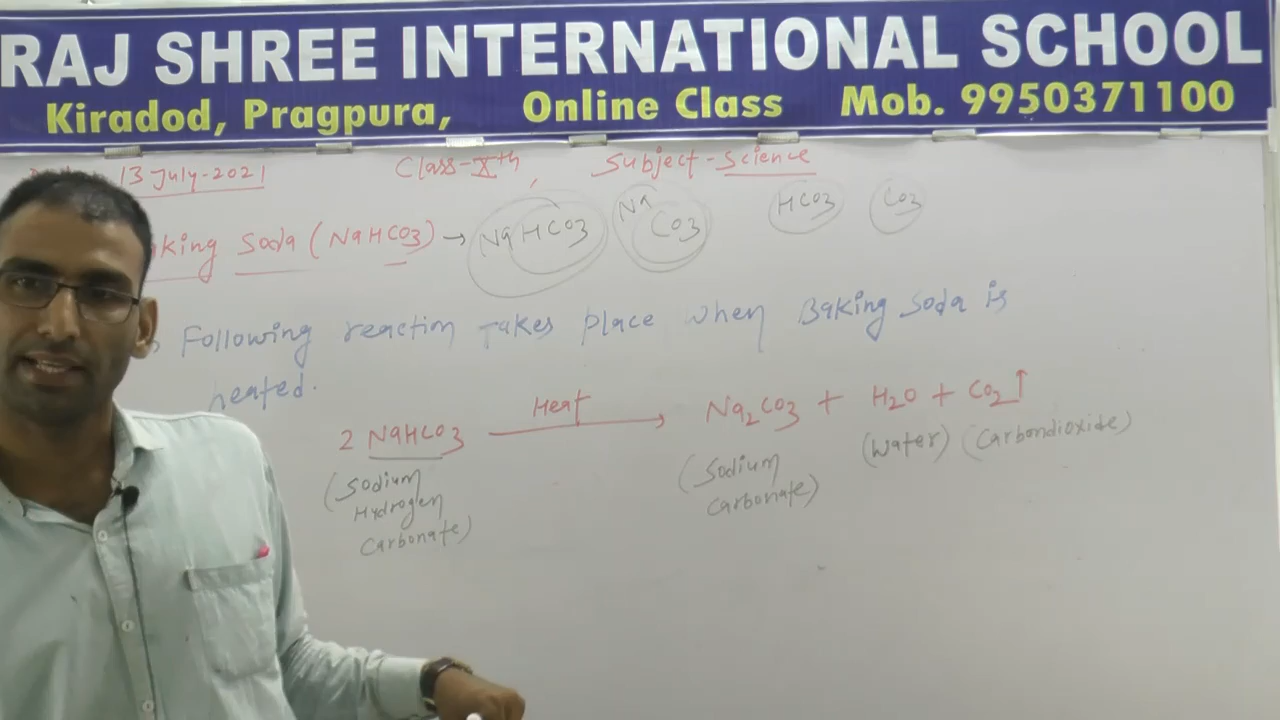 RAJ SHREE INTERNATIONAL SCHOOL
Kiradod, Pragpura, Online Class Mob. 9950371100
13 July-2021 Class-Xth, Subject-Science
king Soda (NaHCO3) → NaHCO3 Na CO3 HCO3 CO3
Following reaction Takes Place when Baking Soda is
heated.
2 NaHCO3 Heat → Na2CO3 + H2O + CO2↑
(Sodium Hydrogen Carbonate) (Sodium Carbonate) (Water) (Carbondioxide)